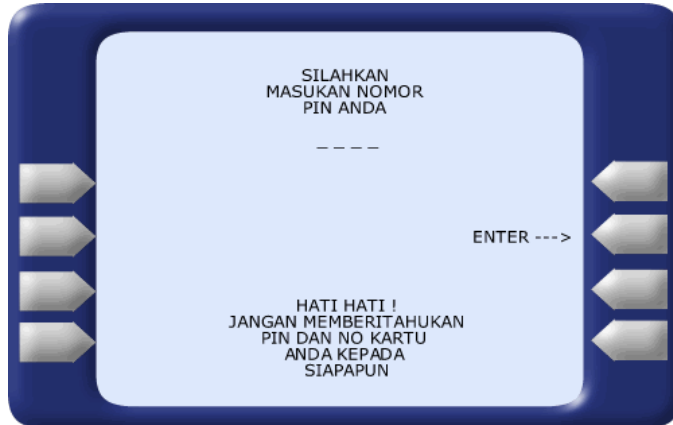 SILAHKAN
MASUKAN NOMOR
PIN ANDA
_ _ _ _
ENTER --->
HATI HATI !
JANGAN MEMBERITAHUKAN
PIN DAN NO KARTU
ANDA KEPADA
SIAPAPUN